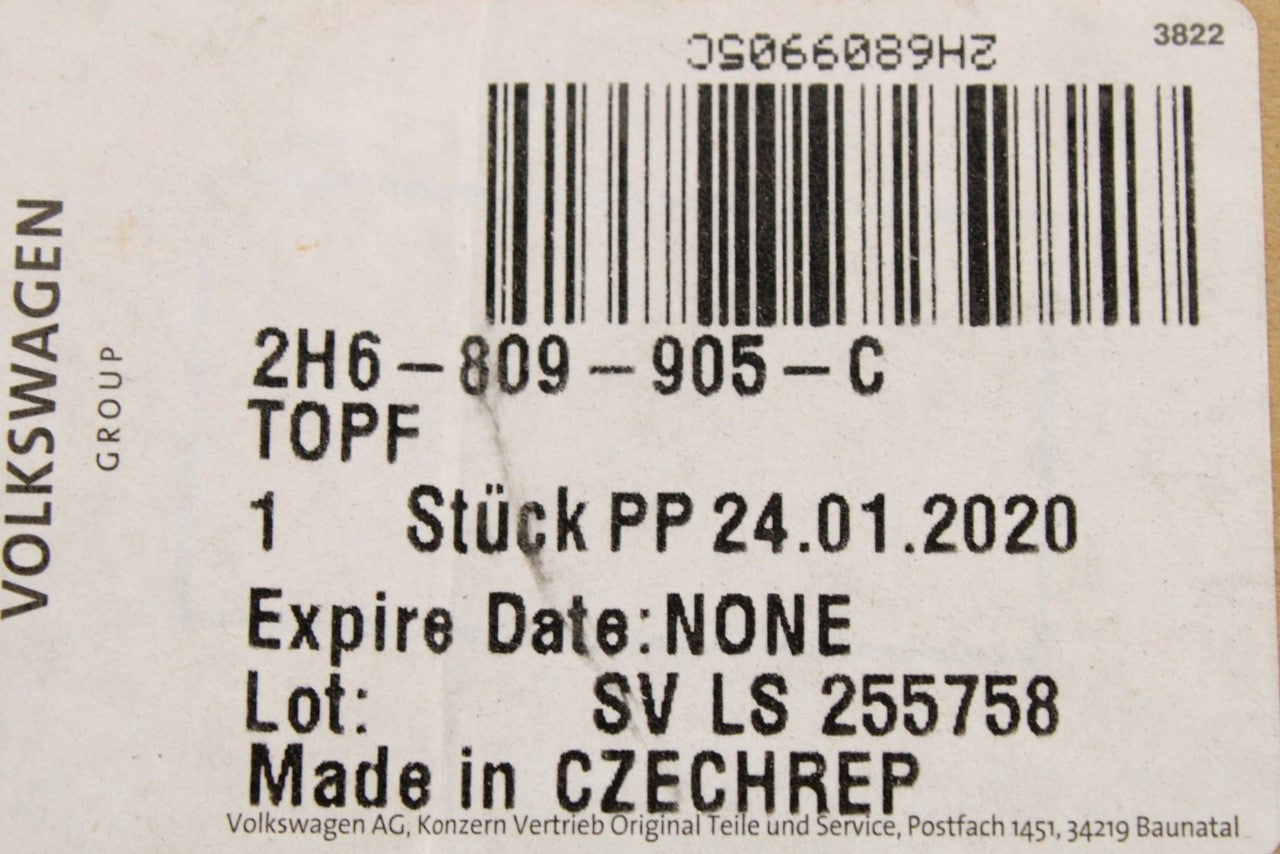 3822
2H6809905C
2H6-809-905-C
TOPF
1 Stück PP 24.01.2020
Expire Date:NONE
Lot: SV LS 255758
Made in CZECHREP
Volkswagen AG, Konzern Vertrieb Original Teile und Service, Postfach 1451, 34219 Baunatal
VOLKSWAGEN
GROUP